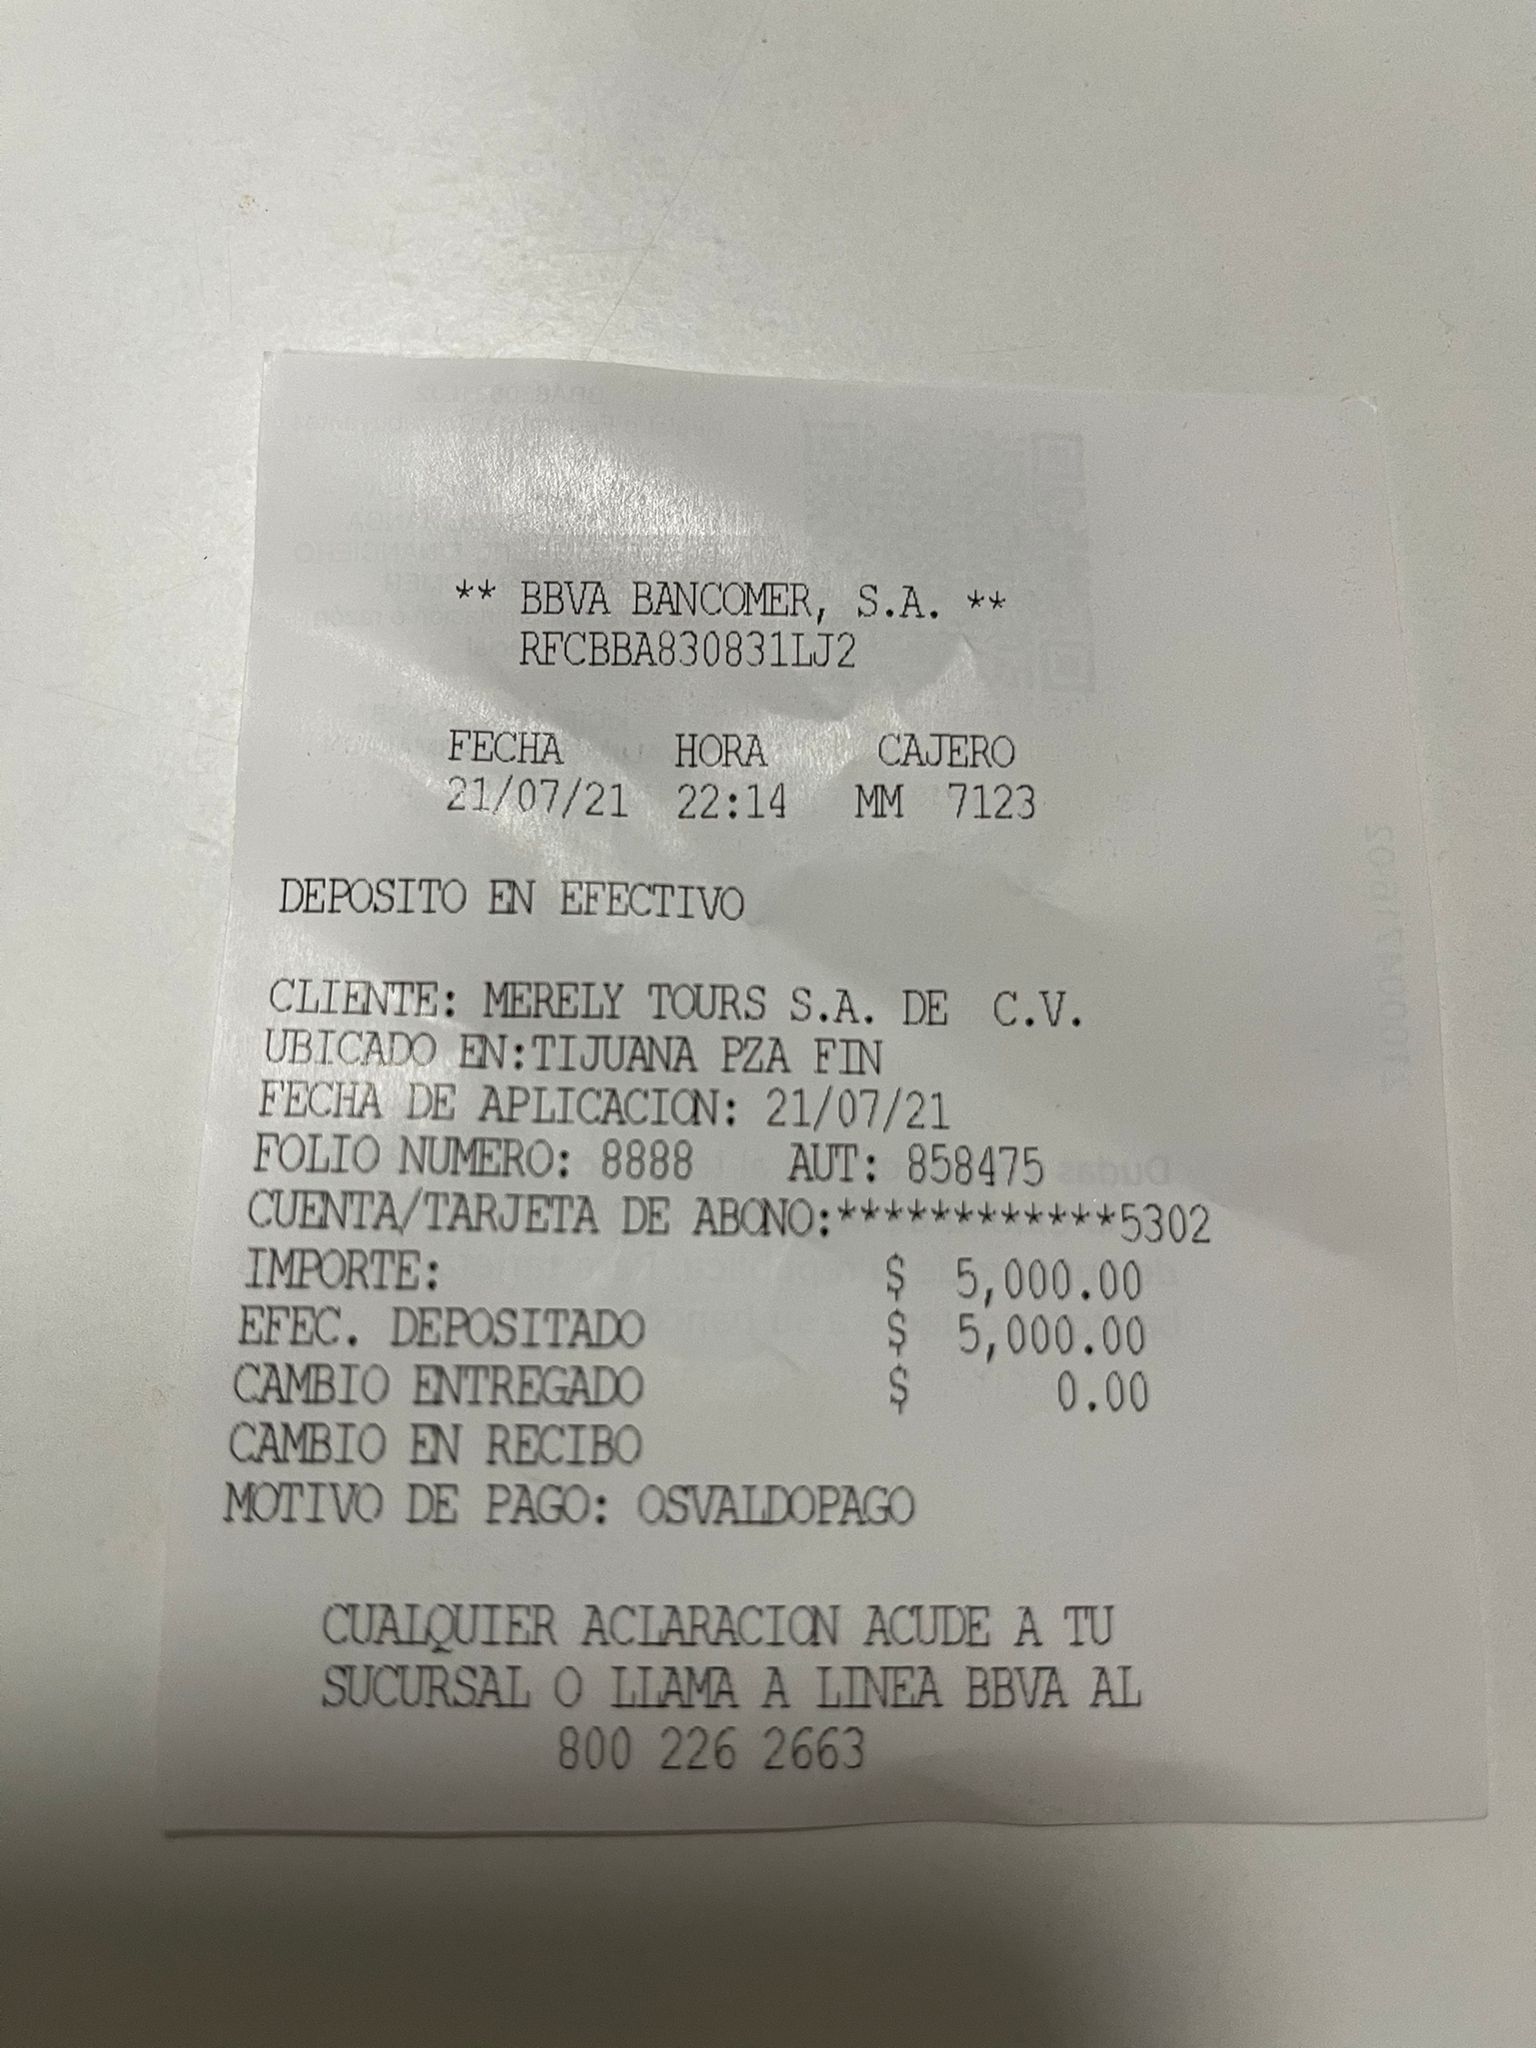 ** BBVA BANCOMER, S.A. **
RFCBBA830831LJ2
FECHA HORA CAJERO
21/07/21 22:14 MM 7123
DEPOSITO EN EFECTIVO
CLIENTE: MERELY TOURS S.A. DE C.V.
UBICADO EN:TIJUANA PZA FIN
FECHA DE APLICACION: 21/07/21
FOLIO NUMERO: 8888 AUT: 858475
CUENTA/TARJETA DE ABONO:************5302
IMPORTE: $ 5,000.00
EFEC. DEPOSITADO $ 5,000.00
CAMBIO ENTREGADO $ 0.00
CAMBIO EN RECIBO
MOTIVO DE PAGO: OSVALDOPAGO
CUALQUIER ACLARACION ACUDE A TU
SUCURSAL O LLAMA A LINEA BBVA AL
800 226 2663